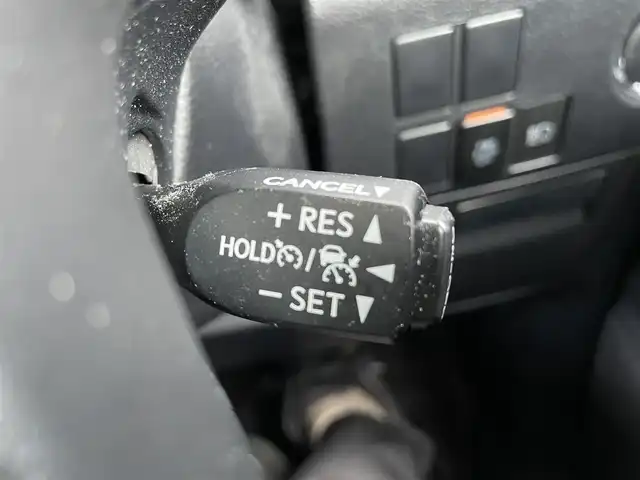 CANCEL▼
+ RES ▲
HOLD / ◀
− SET ▼